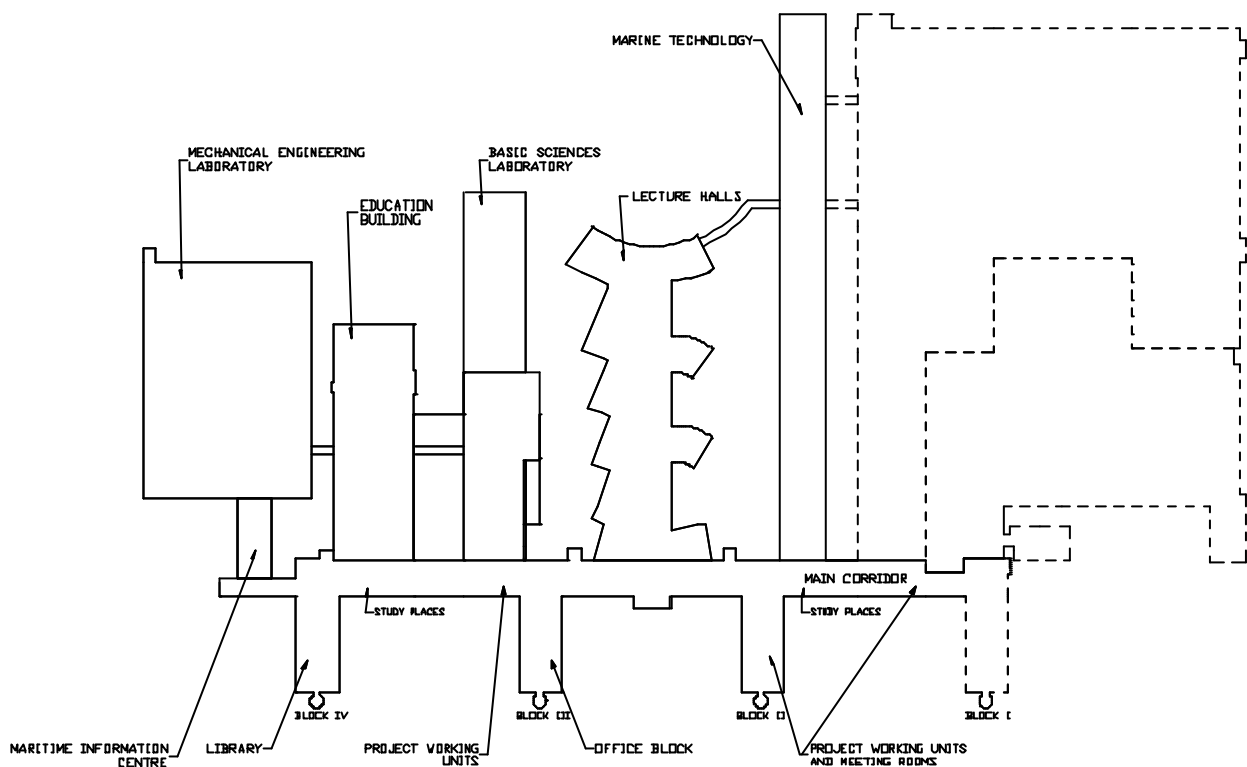 MARINE TECHNOLOGY
MECHANICAL ENGINEERING
LABORATORY
BASIC SCIENCES
LABORATORY
EDUCATION
BUILDING
LECTURE HALLS
MAIN CORRIDOR
STUDY PLACES
STUDY PLACES
BLOCK IV
BLOCK III
BLOCK II
BLOCK I
MARITIME INFORMATION
CENTRE
LIBRARY
PROJECT WORKING
UNITS
OFFICE BLOCK
PROJECT WORKING UNITS
AND MEETING ROOMS